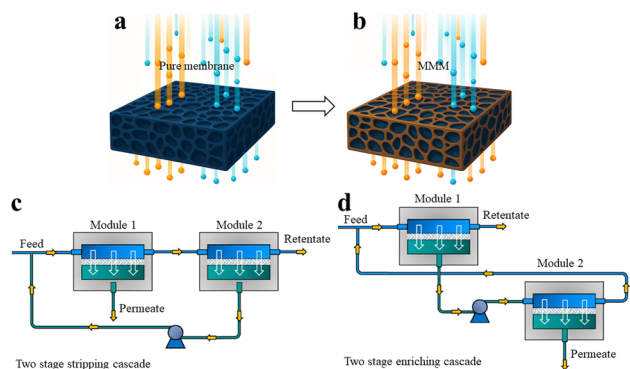 a
b
Pure membrane
MMM
c
d
Module 1
Module 2
Feed
Retentate
Permeate
Two stage stripping cascade
Module 1
Feed
Retentate
Module 2
Permeate
Two stage enriching cascade